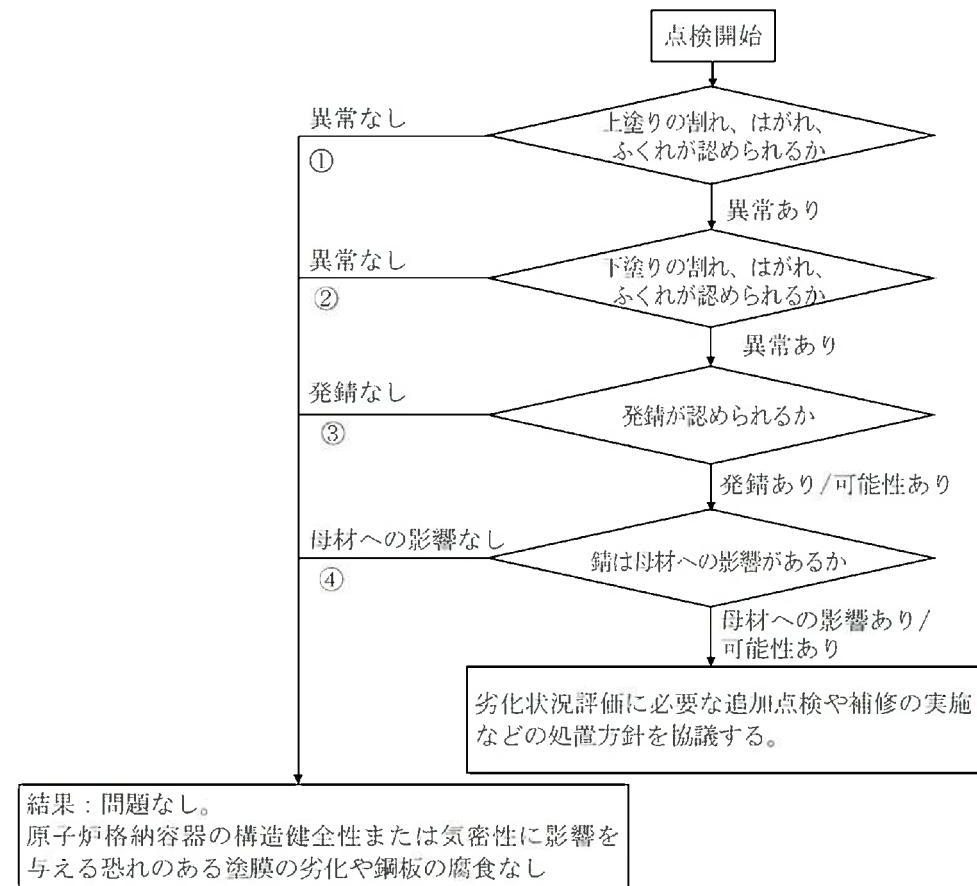 点検開始
異常なし
①
上塗りの割れ、はがれ、
ふくれが認められるか
異常あり
異常なし
②
下塗りの割れ、はがれ、
ふくれが認められるか
異常あり
発錆なし
③
発錆が認められるか
発錆あり/可能性あり
母材への影響なし
④
錆は母材への影響があるか
母材への影響あり/
可能性あり
劣化状況評価に必要な追加点検や補修の実施
などの処置方針を協議する。
結果：問題なし。
原子炉格納容器の構造健全性または気密性に影響を
与える恐れのある塗膜の劣化や鋼板の腐食なし